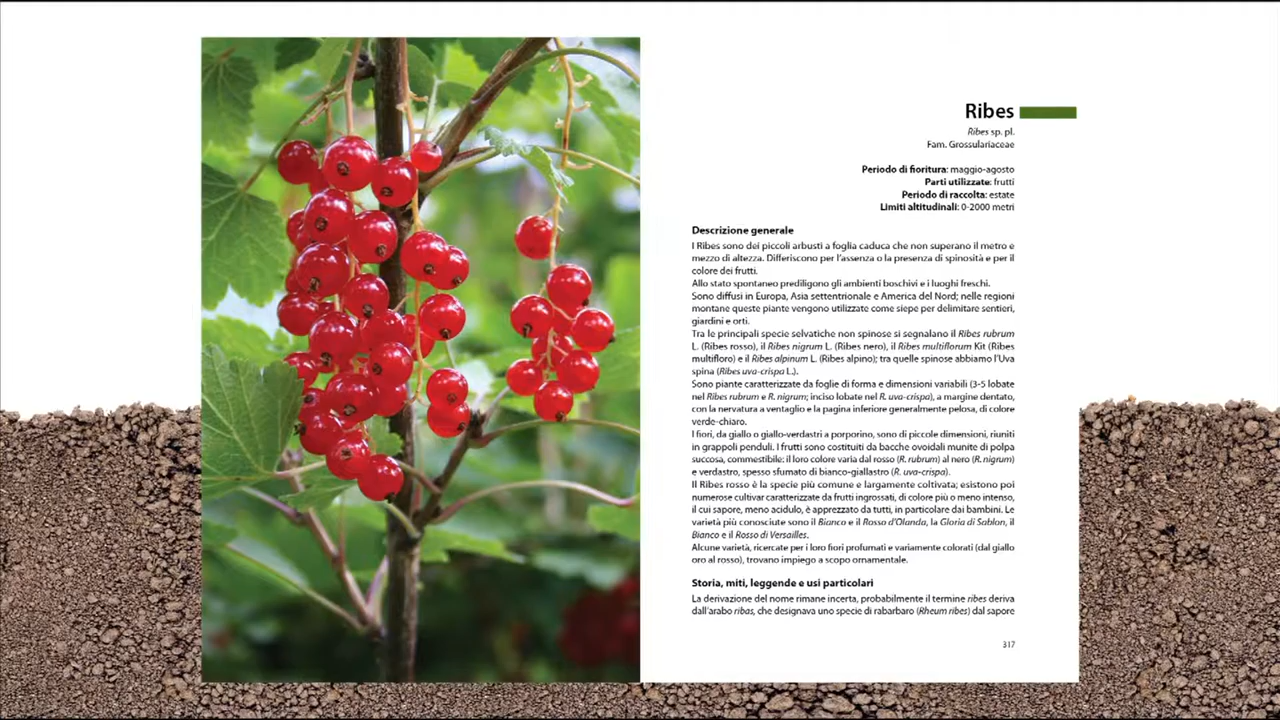 Ribes
Ribes sp. pl.
Fam. Grossulariaceae
Periodo di fioritura: maggio-agosto
Parti utilizzate: frutti
Periodo di raccolta: estate
Limiti altitudinali: 0-2000 metri
Descrizione generale
I Ribes sono dei piccoli arbusti a foglia caduca che non superano il metro e
mezzo di altezza. Differiscono per l'assenza o la presenza di spinosità e per il
colore dei frutti.
Allo stato spontaneo prediligono gli ambienti boschivi e i luoghi freschi.
Sono diffusi in Europa, Asia settentrionale e America del Nord; nelle regioni
montane queste piante vengono utilizzate come siepe per delimitare sentieri,
giardini e orti.
Tra le principali specie selvatiche non spinose si segnalano il Ribes rubrum
L. (Ribes rosso), il Ribes nigrum L. (Ribes nero), il Ribes multiflorum Kit (Ribes
multifloro) e il Ribes alpinum L. (Ribes alpino); tra quelle spinose abbiamo l'Uva
spina (Ribes uva-crispa L.).
Sono piante caratterizzate da foglie di forma e dimensioni variabili (3-5 lobate
nel Ribes rubrum e R. nigrum; inciso lobate nel R. uva-crispa), a margine dentato,
con la nervatura a ventaglio e la pagina inferiore generalmente pelosa, di colore
verde-chiaro.
I fiori, da giallo o giallo-verdastri a porporino, sono di piccole dimensioni, riuniti
in grappoli penduli. I frutti sono costituiti da bacche ovoidali munite di polpa
succosa, commestibile: il loro colore varia dal rosso (R. rubrum) al nero (R. nigrum)
e verdastro, spesso sfumato di bianco-giallastro (R. uva-crispa).
Il Ribes rosso è la specie più comune e largamente coltivata; esistono poi
numerose cultivar caratterizzate da frutti ingrossati, di colore più o meno intenso,
il cui sapore, meno acidulo, è apprezzato da tutti, in particolare dai bambini. Le
varietà più conosciute sono il Bianco e il Rosso d'Olanda, la Gloria di Sablon, il
Bianco e il Rosso di Versailles.
Alcune varietà, ricercate per i loro fiori profumati e variamente colorati (dal giallo
oro al rosso), trovano impiego a scopo ornamentale.
Storia, miti, leggende e usi particolari
La derivazione del nome rimane incerta, probabilmente il termine ribes deriva
dall'arabo ribas, che designava uno specie di rabarbaro (Rheum ribes) dal sapore
317